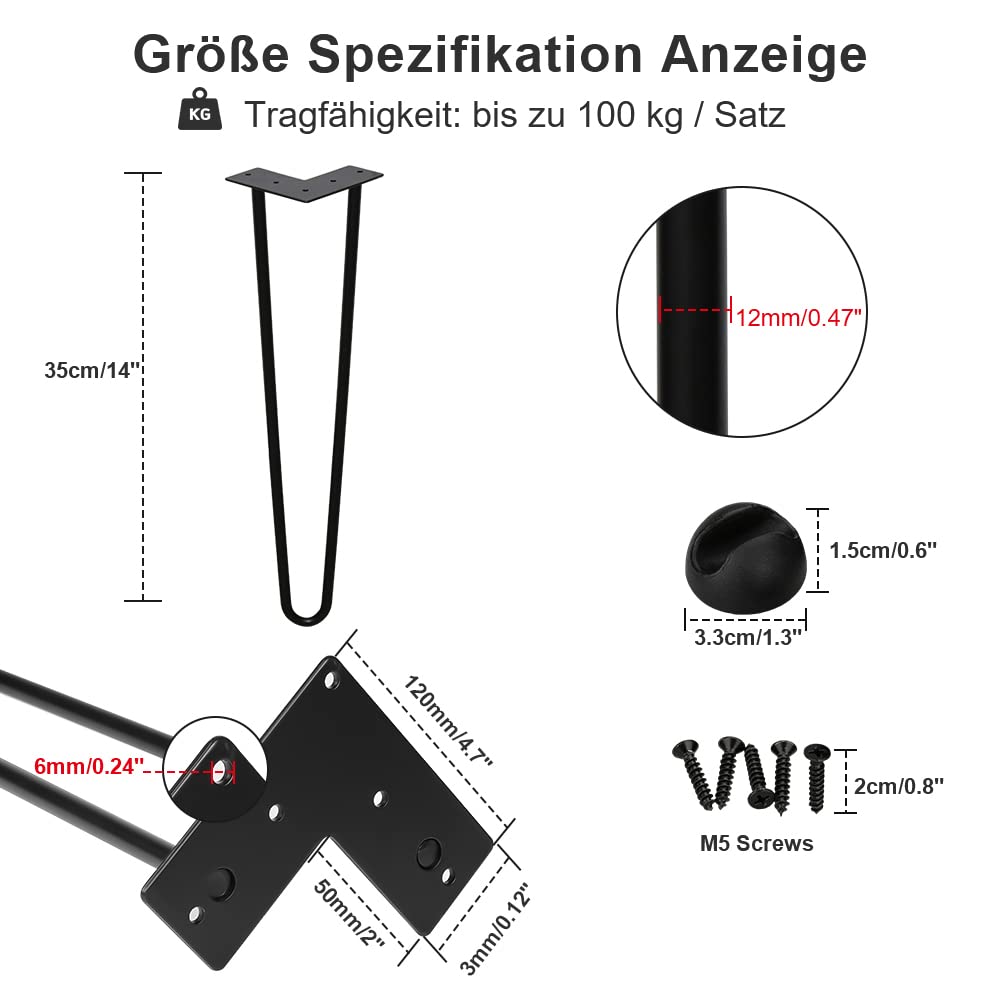 Größe Spezifikation Anzeige
KG
Tragfähigkeit: bis zu 100 kg / Satz
35cm/14"
12mm/0.47"
1.5cm/0.6"
3.3cm/1.3"
120mm/4.7"
6mm/0.24"
50mm/2"
3mm/0.12"
2cm/0.8"
M5 Screws